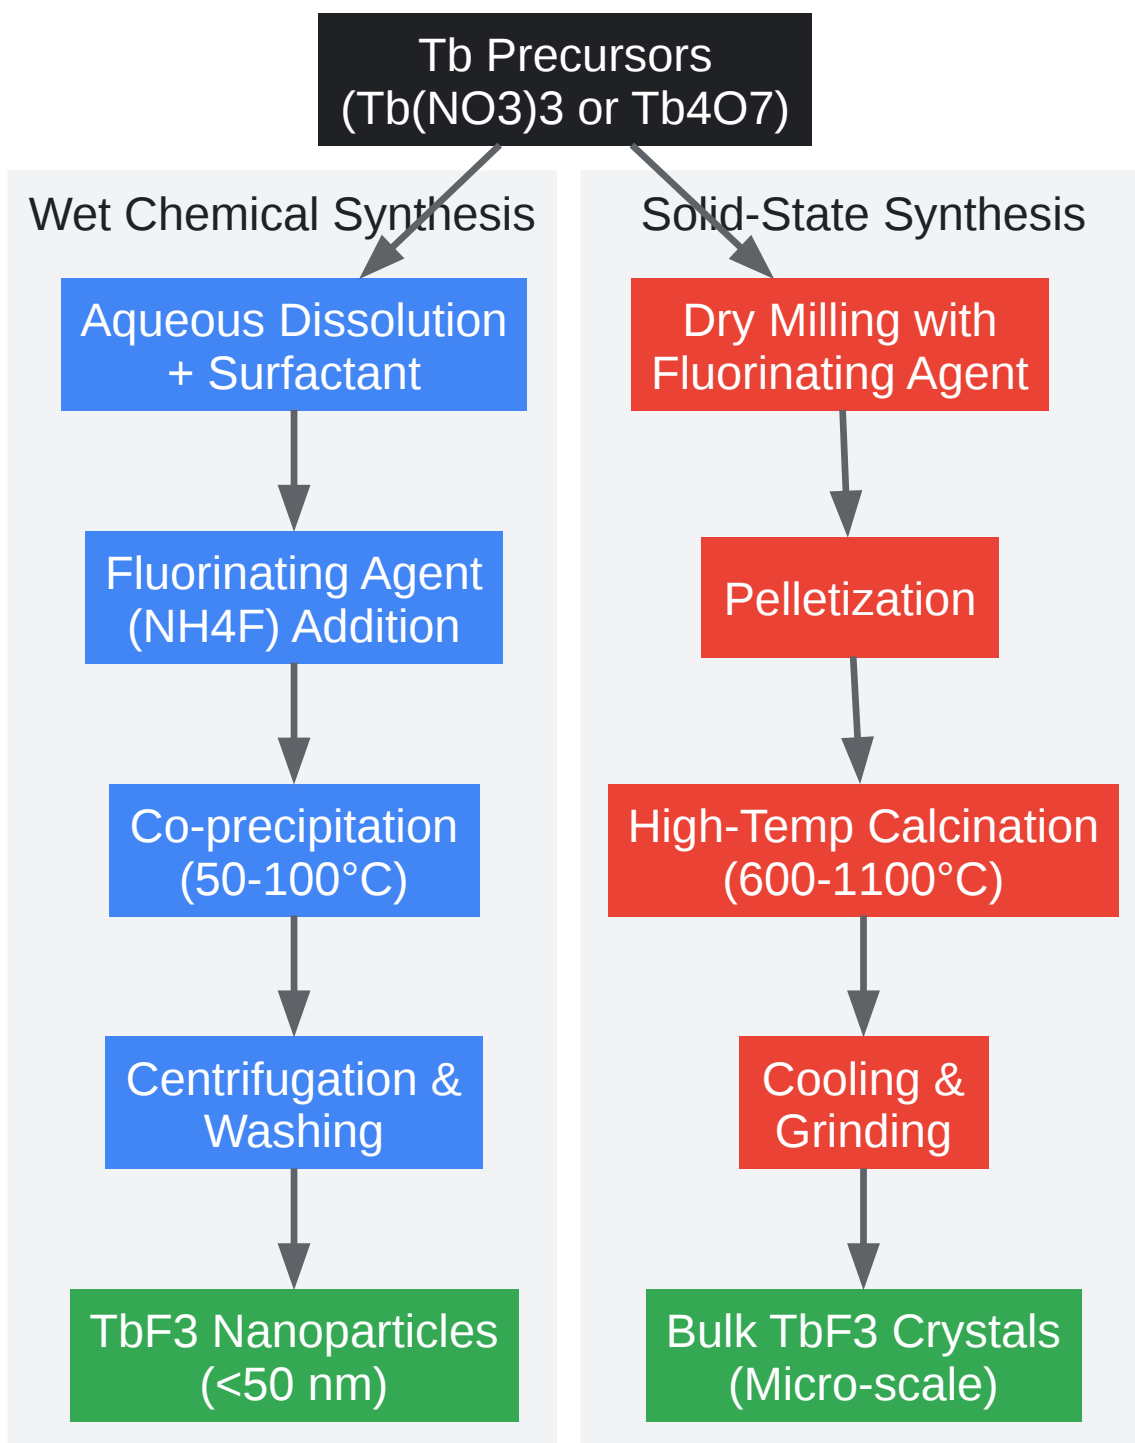 Tb Precursors
(Tb(NO3)3 or Tb4O7)
Wet Chemical Synthesis
Aqueous Dissolution
+ Surfactant
Fluorinating Agent
(NH4F) Addition
Co-precipitation
(50-100°C)
Centrifugation &
Washing
TbF3 Nanoparticles
(<50 nm)
Solid-State Synthesis
Dry Milling with
Fluorinating Agent
Pelletization
High-Temp Calcination
(600-1100°C)
Cooling &
Grinding
Bulk TbF3 Crystals
(Micro-scale)